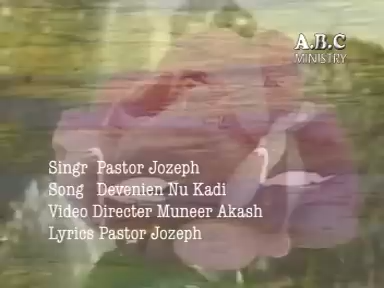 A.B.C
MINISTRY
Singr Pastor Jozeph
Song Devenien Nu Kadi
Video Directer Muneer Akash
Lyrics Pastor Jozeph